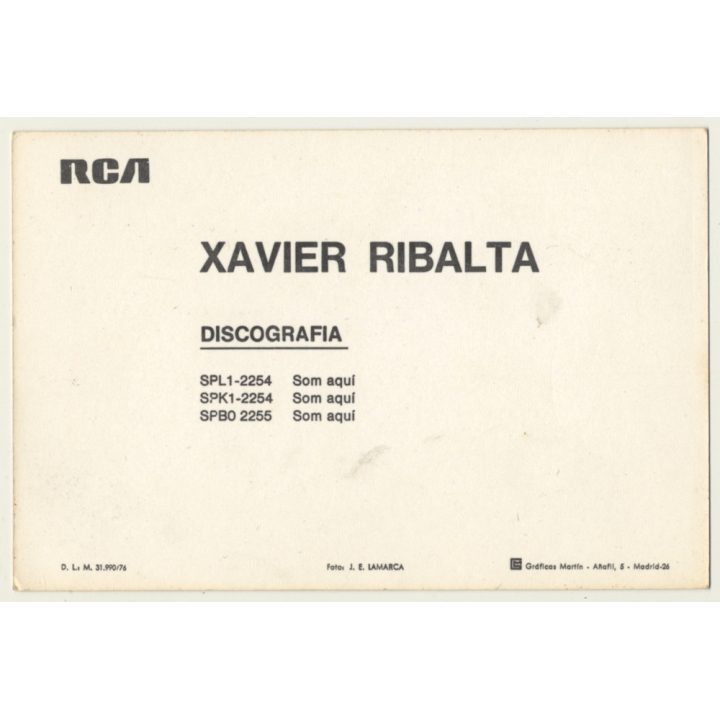 RCA
XAVIER RIBALTA
DISCOGRAFIA
SPL1-2254 Som aquí
SPK1-2254 Som aquí
SPBO 2255 Som aquí
D. L.: M. 31.990/76 Foto: J. E. LAMARCA Gráficas Martín - Añafil, 5 - Madrid-26